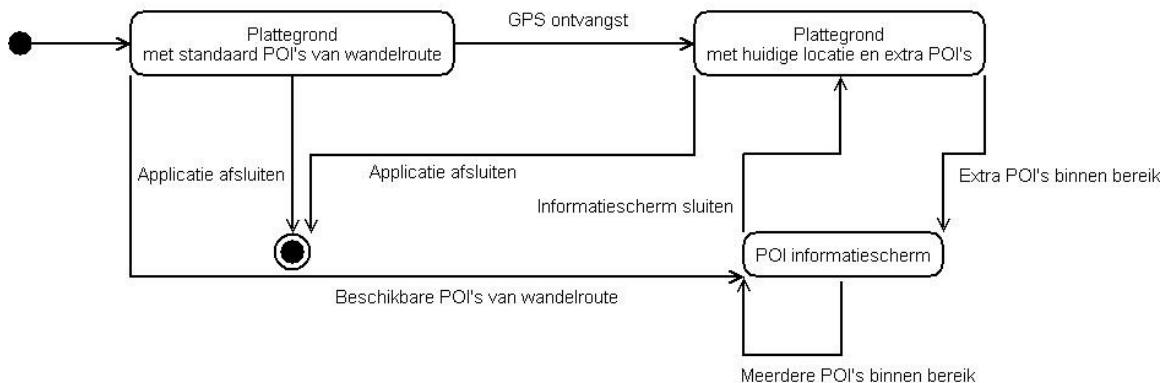 Plattegrond
met standaard POI's van wandelroute
GPS ontvangst
Plattegrond
met huidige locatie en extra POI's
Applicatie afsluiten
Applicatie afsluiten
Informatiescherm sluiten
Extra POI's binnen bereik
POI informatiescherm
Beschikbare POI's van wandelroute
Meerdere POI's binnen bereik